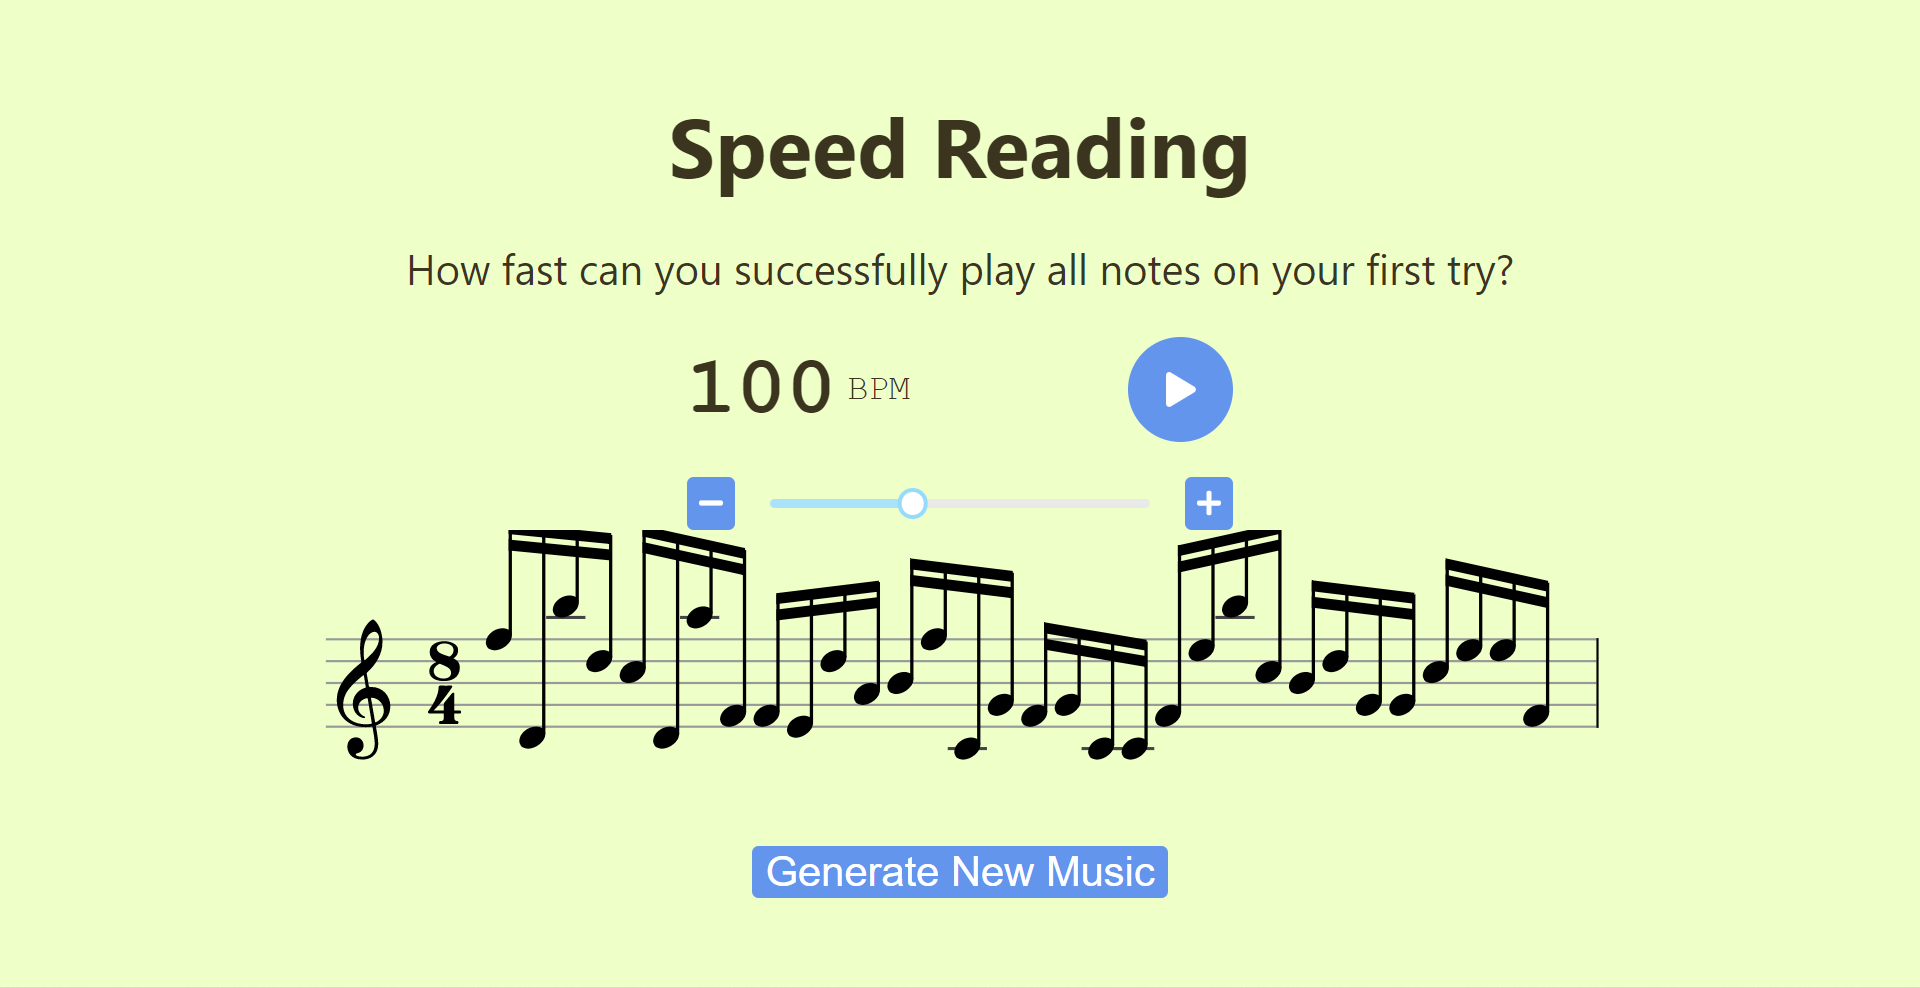 Speed Reading
How fast can you successfully play all notes on your first try?
100 BPM
8
4
Generate New Music